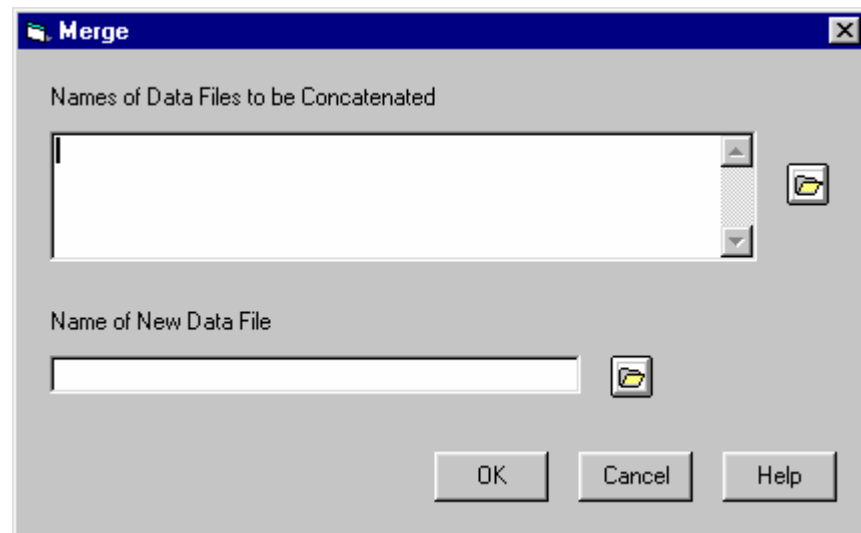 Merge
Names of Data Files to be Concatenated
Name of New Data File
OK Cancel Help